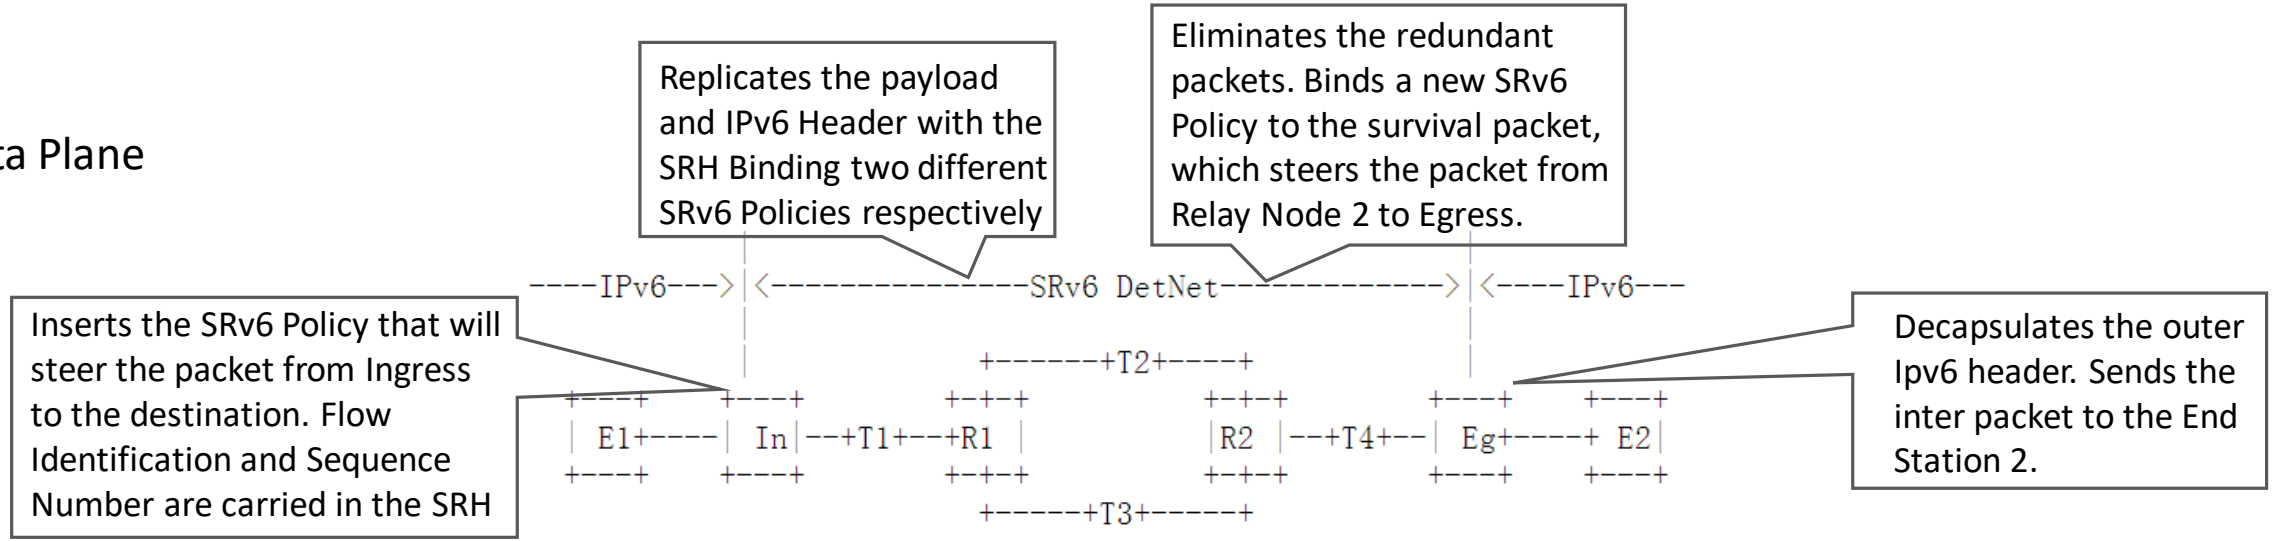 ta Plane
Replicates the payload
and IPv6 Header with the
SRH Binding two different
SRv6 Policies respectively
Eliminates the redundant
packets. Binds a new SRv6
Policy to the survival packet,
which steers the packet from
Relay Node 2 to Egress.
Inserts the SRv6 Policy that will
steer the packet from Ingress
to the destination. Flow
Identification and Sequence
Number are carried in the SRH
Decapsulates the outer
Ipv6 header. Sends the
inter packet to the End
Station 2.
----IPv6--->|<---------------SRv6 DetNet------------->|<----IPv6---
+------+T2+----+
+---+ +---+ +-+-+ +-+-+ +---+ +---+
| E1+----| In|--+T1+--+R1 | |R2 |--+T4+--| Eg+----+ E2|
+---+ +---+ +-+-+ +-+-+ +---+ +---+
+-----+T3+-----+